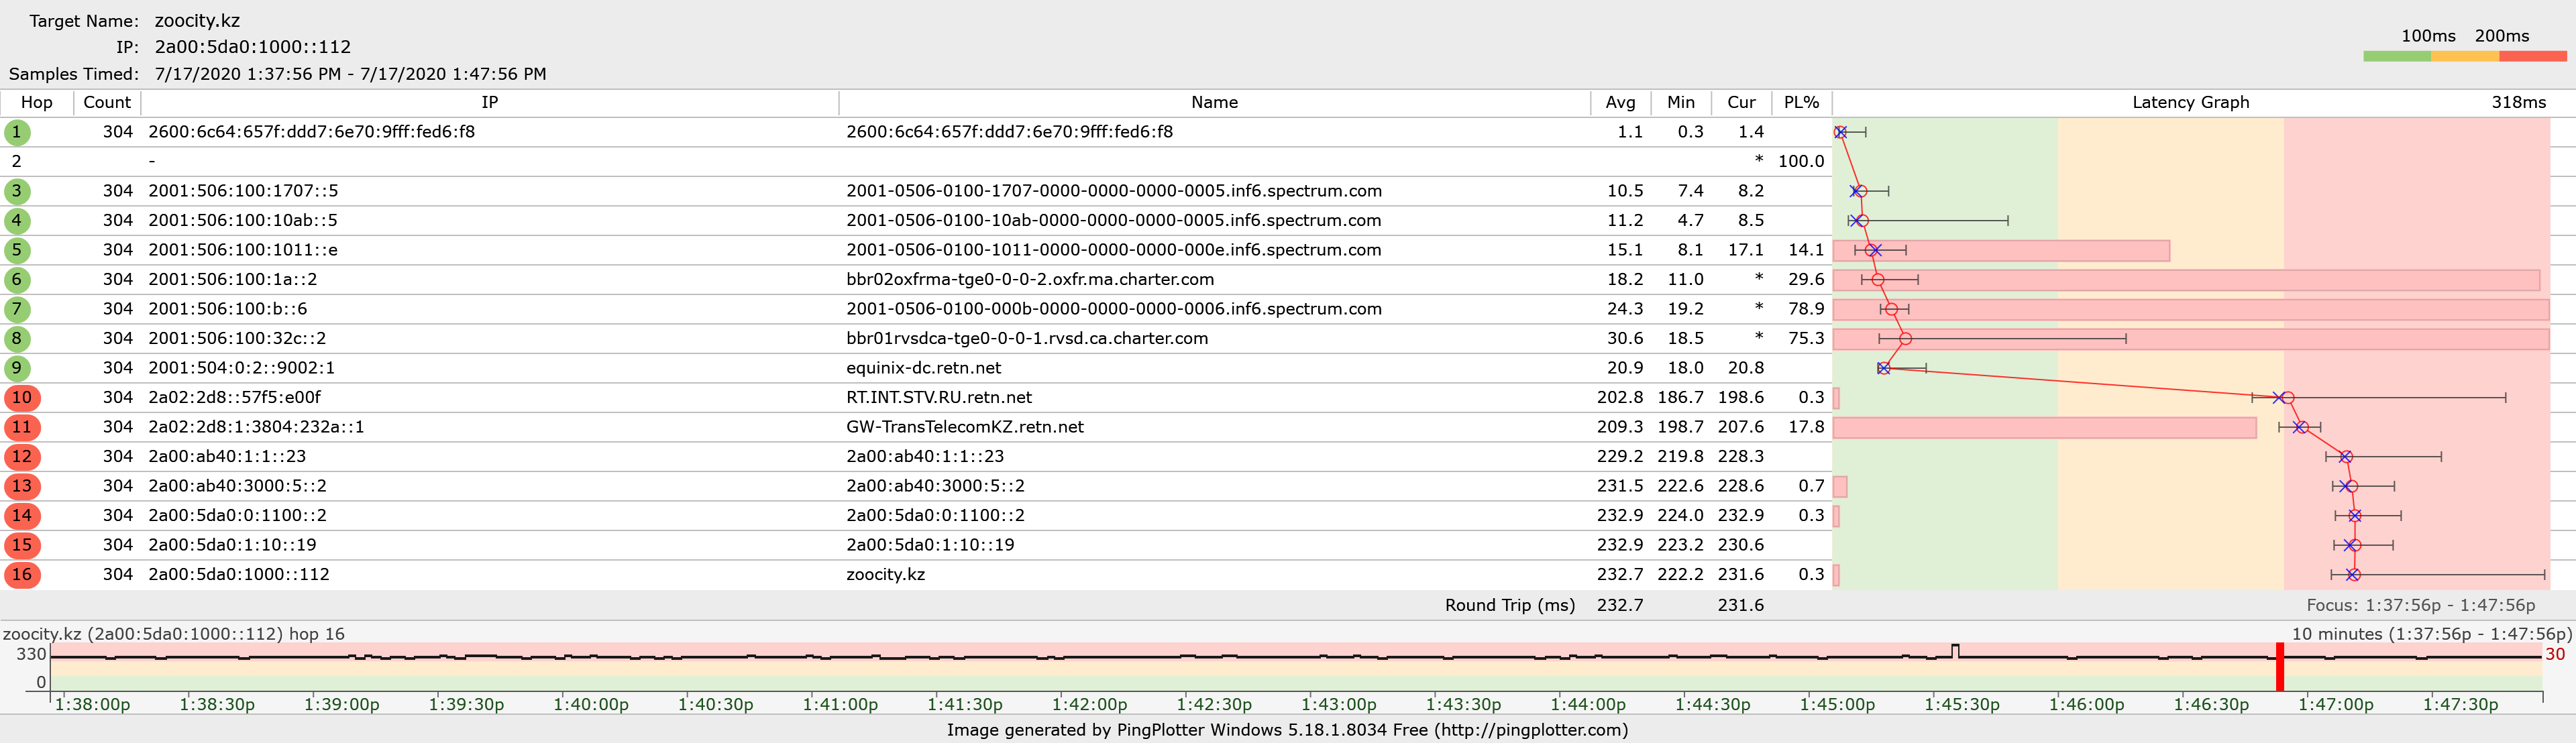 Target Name: zoocity.kz
100ms 200ms
IP: 2a00:5da0:1000::112
Samples Timed: 7/17/2020 1:37:56 PM - 7/17/2020 1:47:56 PM
Hop Count IP Name Avg Min Cur PL% Latency Graph 318ms
1 304 2600:6c64:657f:ddd7:6e70:9fff:fed6:f8 2600:6c64:657f:ddd7:6e70:9fff:fed6:f8 1.1 0.3 1.4
2 - * 100.0
3 304 2001:506:100:1707::5 2001-0506-0100-1707-0000-0000-0000-0005.inf6.spectrum.com 10.5 7.4 8.2
4 304 2001:506:100:10ab::5 2001-0506-0100-10ab-0000-0000-0000-0005.inf6.spectrum.com 11.2 4.7 8.5
5 304 2001:506:100:1011::e 2001-0506-0100-1011-0000-0000-0000-000e.inf6.spectrum.com 15.1 8.1 17.1 14.1
6 304 2001:506:100:1a::2 bbr02oxfrma-tge0-0-0-2.oxfr.ma.charter.com 18.2 11.0 * 29.6
7 304 2001:506:100:b::6 2001-0506-0100-000b-0000-0000-0000-0006.inf6.spectrum.com 24.3 19.2 * 78.9
8 304 2001:506:100:32c::2 bbr01rvsdca-tge0-0-0-1.rvsd.ca.charter.com 30.6 18.5 * 75.3
9 304 2001:504:0:2::9002:1 equinix-dc.retn.net 20.9 18.0 20.8
10 304 2a02:2d8::57f5:e00f RT.INT.STV.RU.retn.net 202.8 186.7 198.6 0.3
11 304 2a02:2d8:1:3804:232a::1 GW-TransTelecomKZ.retn.net 209.3 198.7 207.6 17.8
12 304 2a00:ab40:1:1::23 2a00:ab40:1:1::23 229.2 219.8 228.3
13 304 2a00:ab40:3000:5::2 2a00:ab40:3000:5::2 231.5 222.6 228.6 0.7
14 304 2a00:5da0:0:1100::2 2a00:5da0:0:1100::2 232.9 224.0 232.9 0.3
15 304 2a00:5da0:1:10::19 2a00:5da0:1:10::19 232.9 223.2 230.6
16 304 2a00:5da0:1000::112 zoocity.kz 232.7 222.2 231.6 0.3
Round Trip (ms) 232.7 231.6 Focus: 1:37:56p - 1:47:56p
zoocity.kz (2a00:5da0:1000::112) hop 16 10 minutes (1:37:56p - 1:47:56p)
330 30
0
1:38:00p 1:38:30p 1:39:00p 1:39:30p 1:40:00p 1:40:30p 1:41:00p 1:41:30p 1:42:00p 1:42:30p 1:43:00p 1:43:30p 1:44:00p 1:44:30p 1:45:00p 1:45:30p 1:46:00p 1:46:30p 1:47:00p 1:47:30p
Image generated by PingPlotter Windows 5.18.1.8034 Free (http://pingplotter.com)